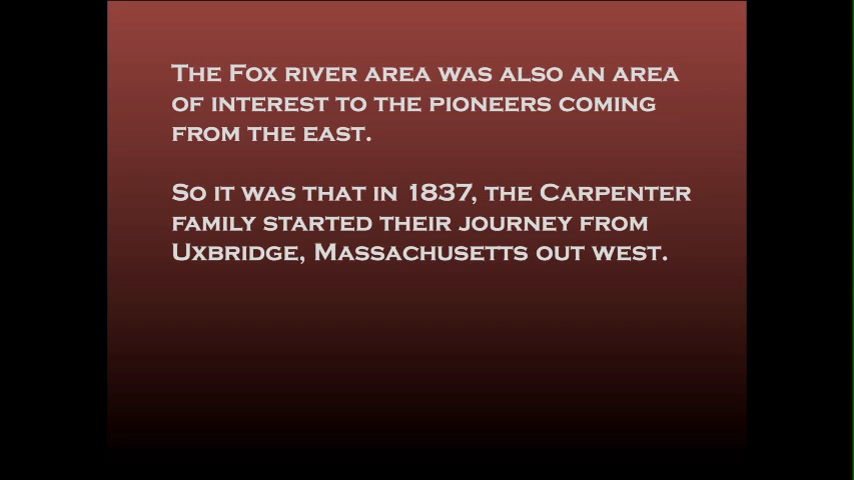 The Fox river area was also an area
of interest to the pioneers coming
from the east.
So it was that in 1837, the Carpenter
family started their journey from
Uxbridge, Massachusetts out west.